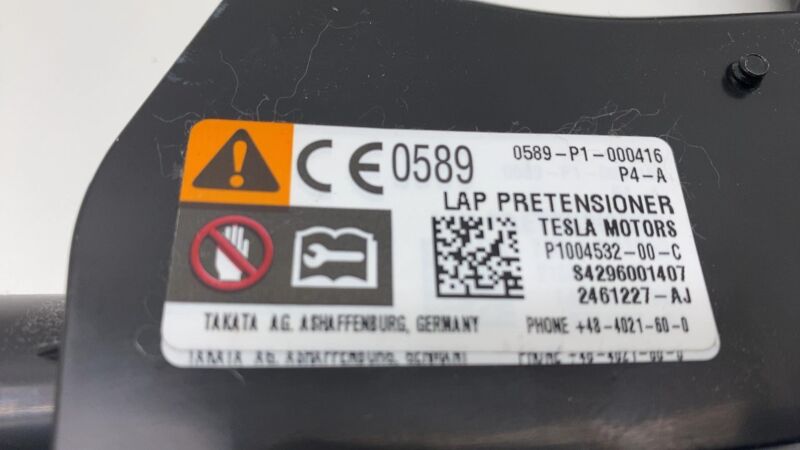 CE 0589
0589-P1-000416
P4-A
LAP PRETENSIONER
TESLA MOTORS
P1004532-00-C
S4296001407
2461227-AJ
TAKATA AG. ASHAFFENBURG, GERMANY PHONE +48-4021-60-0